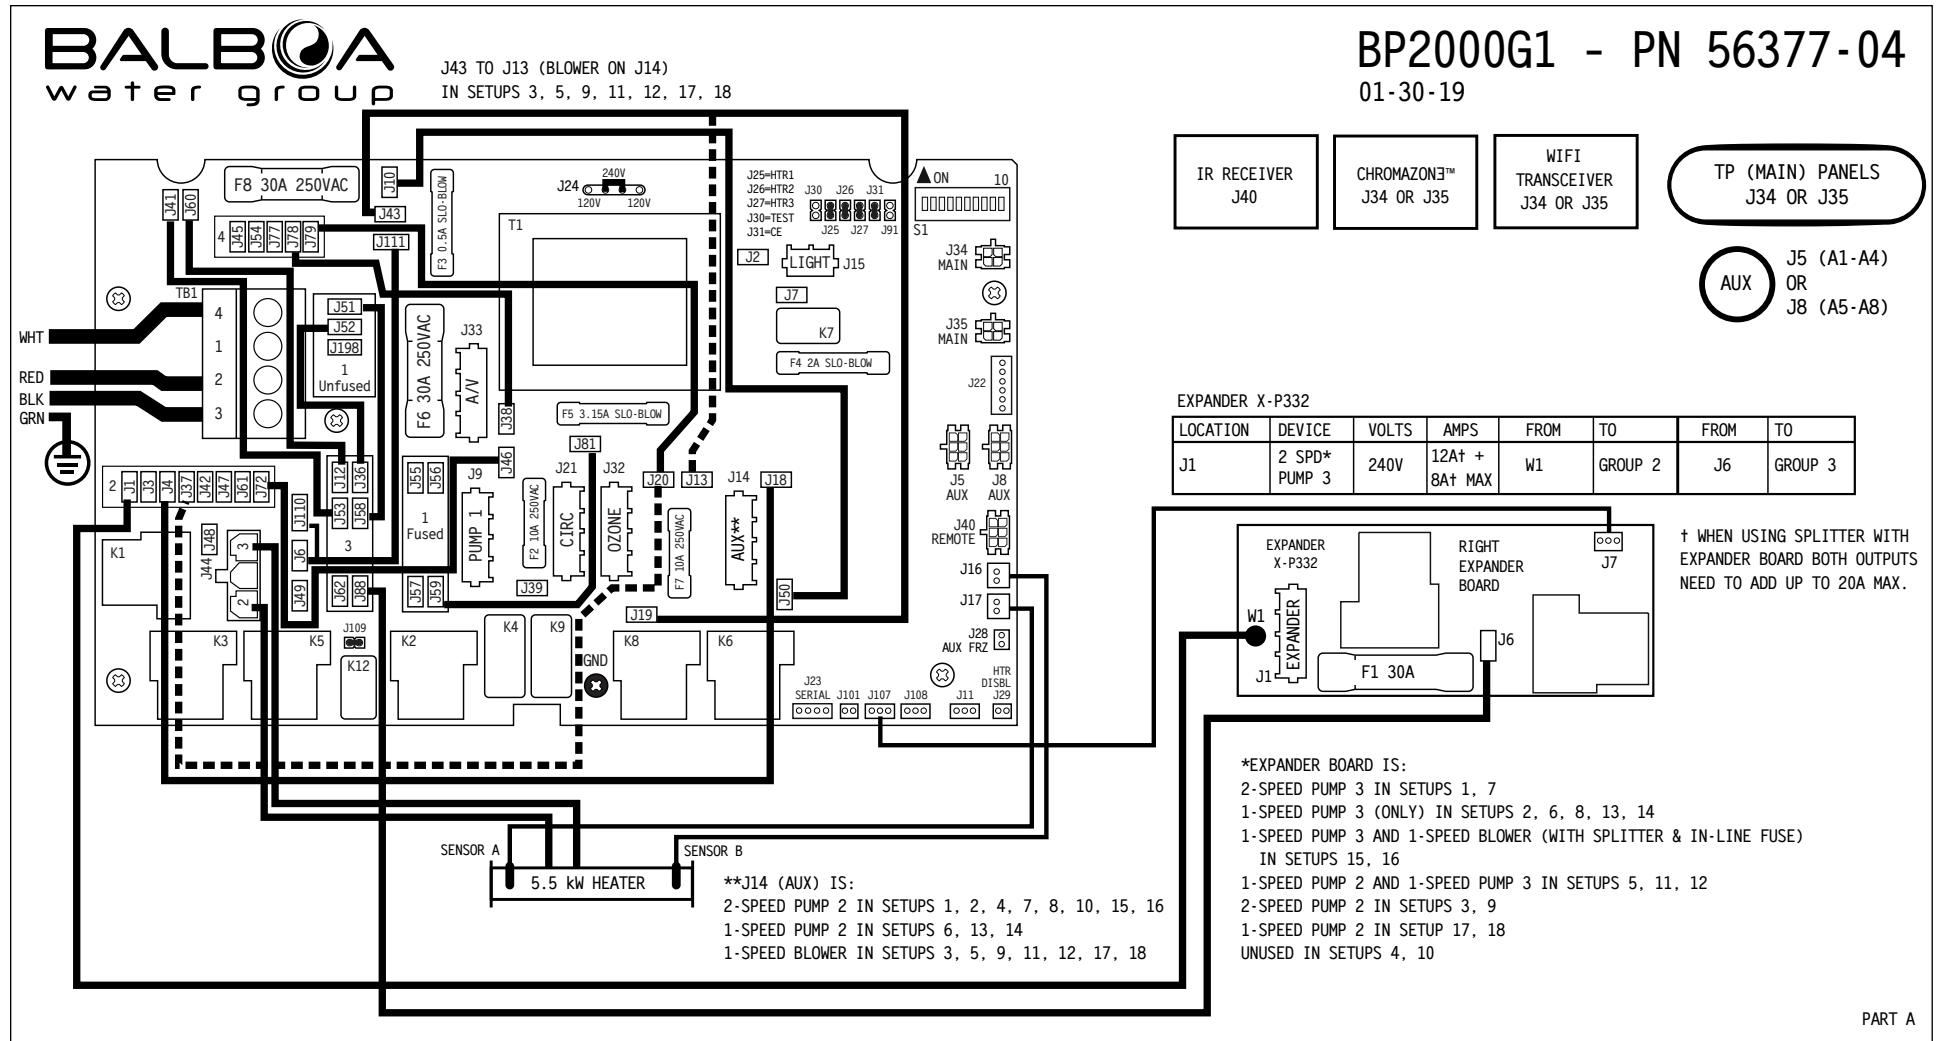 BALBOA
water group
J43 TO J13 (BLOWER ON J14)
IN SETUPS 3, 5, 9, 11, 12, 17, 18
BP2000G1 - PN 56377-04
01-30-19
IR RECEIVER
J40
CHROMAZONƎ™
J34 OR J35
WIFI
TRANSCEIVER
J34 OR J35
TP (MAIN) PANELS
J34 OR J35
AUX
J5 (A1-A4)
OR
J8 (A5-A8)
J41
J60
F8 30A 250VAC
J10
J43
J111
F3 0.5A SLO-BLOW
4
J45
J54
J77
J78
J79
J24
240V
120V
120V
T1
J25=HTR1
J26=HTR2
J27=HTR3
J30=TEST
J31=CE
J30 J26 J31
J25 J27 J91
ON
10
S1
J2
LIGHT
J15
J7
K7
F4 2A SLO-BLOW
J34
MAIN
J35
MAIN
J22
J5
AUX
J8
AUX
J40
REMOTE
J16
J17
J28
AUX FRZ
HTR
DISBL
J29
WHT
RED
BLK
GRN
TB1
4
1
2
3
J51
J52
J198
1
Unfused
F6 30A 250VAC
J33
A/V
J38
J46
F5 3.15A SLO-BLOW
J81
2
J1
J3
J4
J37
J42
J47
J61
J72
J110
J12
J36
J53
J58
3
J62
J88
J55
J56
1
Fused
J57
J59
J9
PUMP 1
F2 10A 250VAC
J21
CIRC
J32
OZONE
J39
J20
J13
F7 10A 250VAC
J14
AUX**
J18
J50
J19
K1
J48
J44
3
2
J6
J49
J109
K3
K5
K12
K2
K4
K9
GND
K8
K6
J23
SERIAL
J101
J107
J108
J11
SENSOR A
SENSOR B
5.5 kW HEATER
**J14 (AUX) IS:
2-SPEED PUMP 2 IN SETUPS 1, 2, 4, 7, 8, 10, 15, 16
1-SPEED PUMP 2 IN SETUPS 6, 13, 14
1-SPEED BLOWER IN SETUPS 3, 5, 9, 11, 12, 17, 18
EXPANDER X-P332
LOCATION DEVICE VOLTS AMPS FROM TO FROM TO
J1 2 SPD* PUMP 3 240V 12A† + 8A† MAX W1 GROUP 2 J6 GROUP 3
EXPANDER
X-P332
RIGHT
EXPANDER
BOARD
J7
W1
EXPANDER
J1
F1 30A
J6
† WHEN USING SPLITTER WITH
EXPANDER BOARD BOTH OUTPUTS
NEED TO ADD UP TO 20A MAX.
*EXPANDER BOARD IS:
2-SPEED PUMP 3 IN SETUPS 1, 7
1-SPEED PUMP 3 (ONLY) IN SETUPS 2, 6, 8, 13, 14
1-SPEED PUMP 3 AND 1-SPEED BLOWER (WITH SPLITTER & IN-LINE FUSE)
IN SETUPS 15, 16
1-SPEED PUMP 2 AND 1-SPEED PUMP 3 IN SETUPS 5, 11, 12
2-SPEED PUMP 2 IN SETUPS 3, 9
1-SPEED PUMP 2 IN SETUP 17, 18
UNUSED IN SETUPS 4, 10
PART A